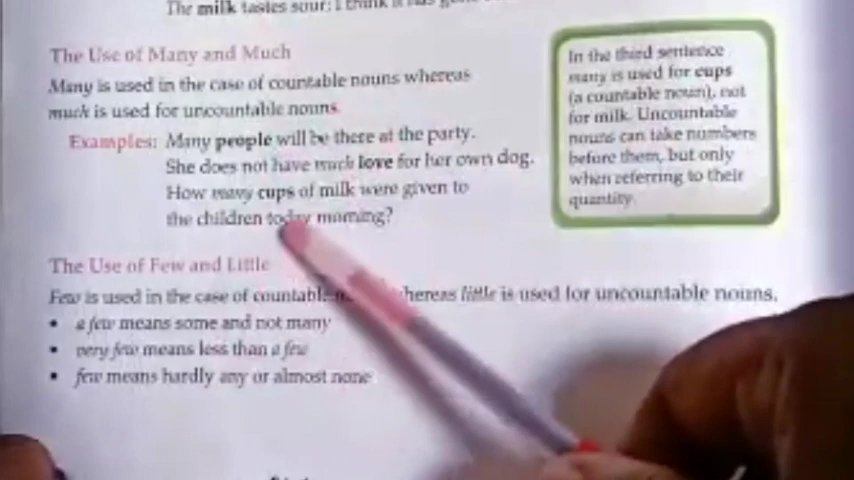 The milk tastes sour; I think it has
The Use of Many and Much
Many is used in the case of countable nouns whereas
much is used for uncountable nouns.
Examples: Many people will be there at the party.
She does not have much love for her own dog.
How many cups of milk were given to
the children today morning?
In the third sentence
many is used for cups
(a countable noun), not
for milk. Uncountable
nouns can take numbers
before them, but only
when referring to their
quantity.
The Use of Few and Little
Few is used in the case of countable whereas little is used for uncountable nouns.
• a few means some and not many
• very few means less than a few
• few means hardly any or almost none